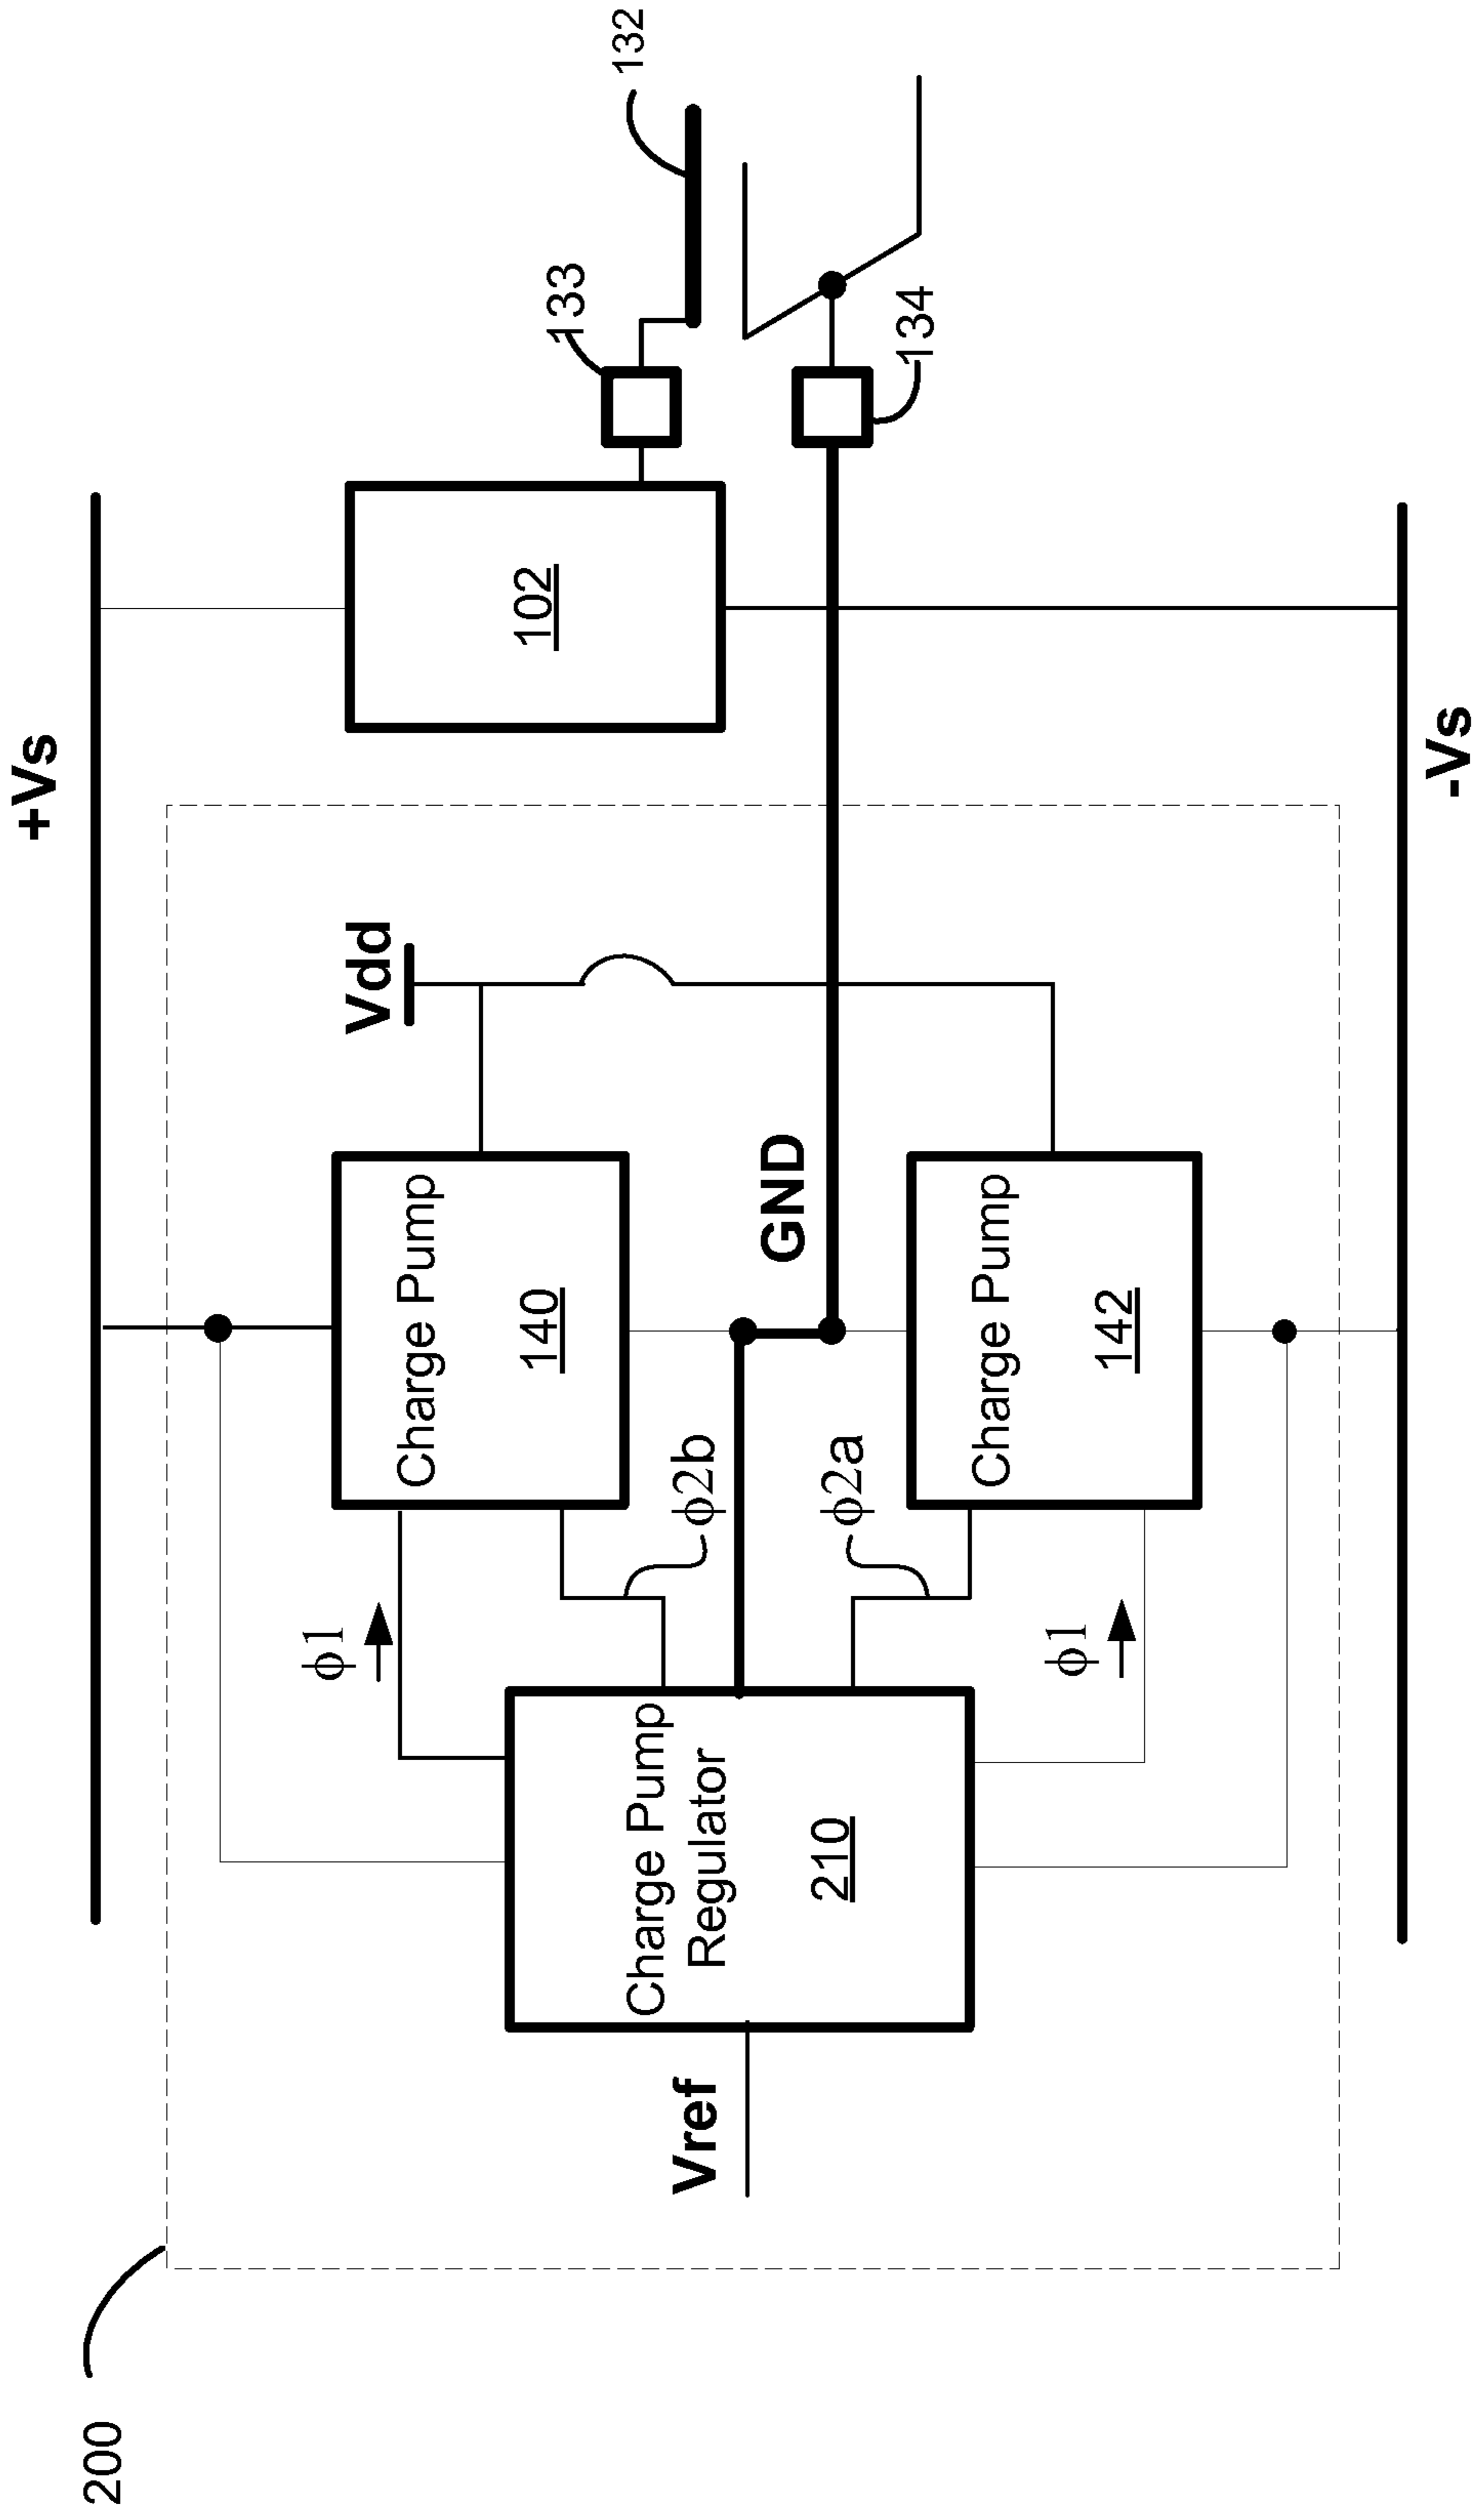 200
+Vs
132
133
102
134
Vdd
Charge Pump
140
GND
Charge Pump
142
ϕ1
ϕ2b
ϕ2a
ϕ1
Charge Pump
Regulator
210
Vref
-Vs